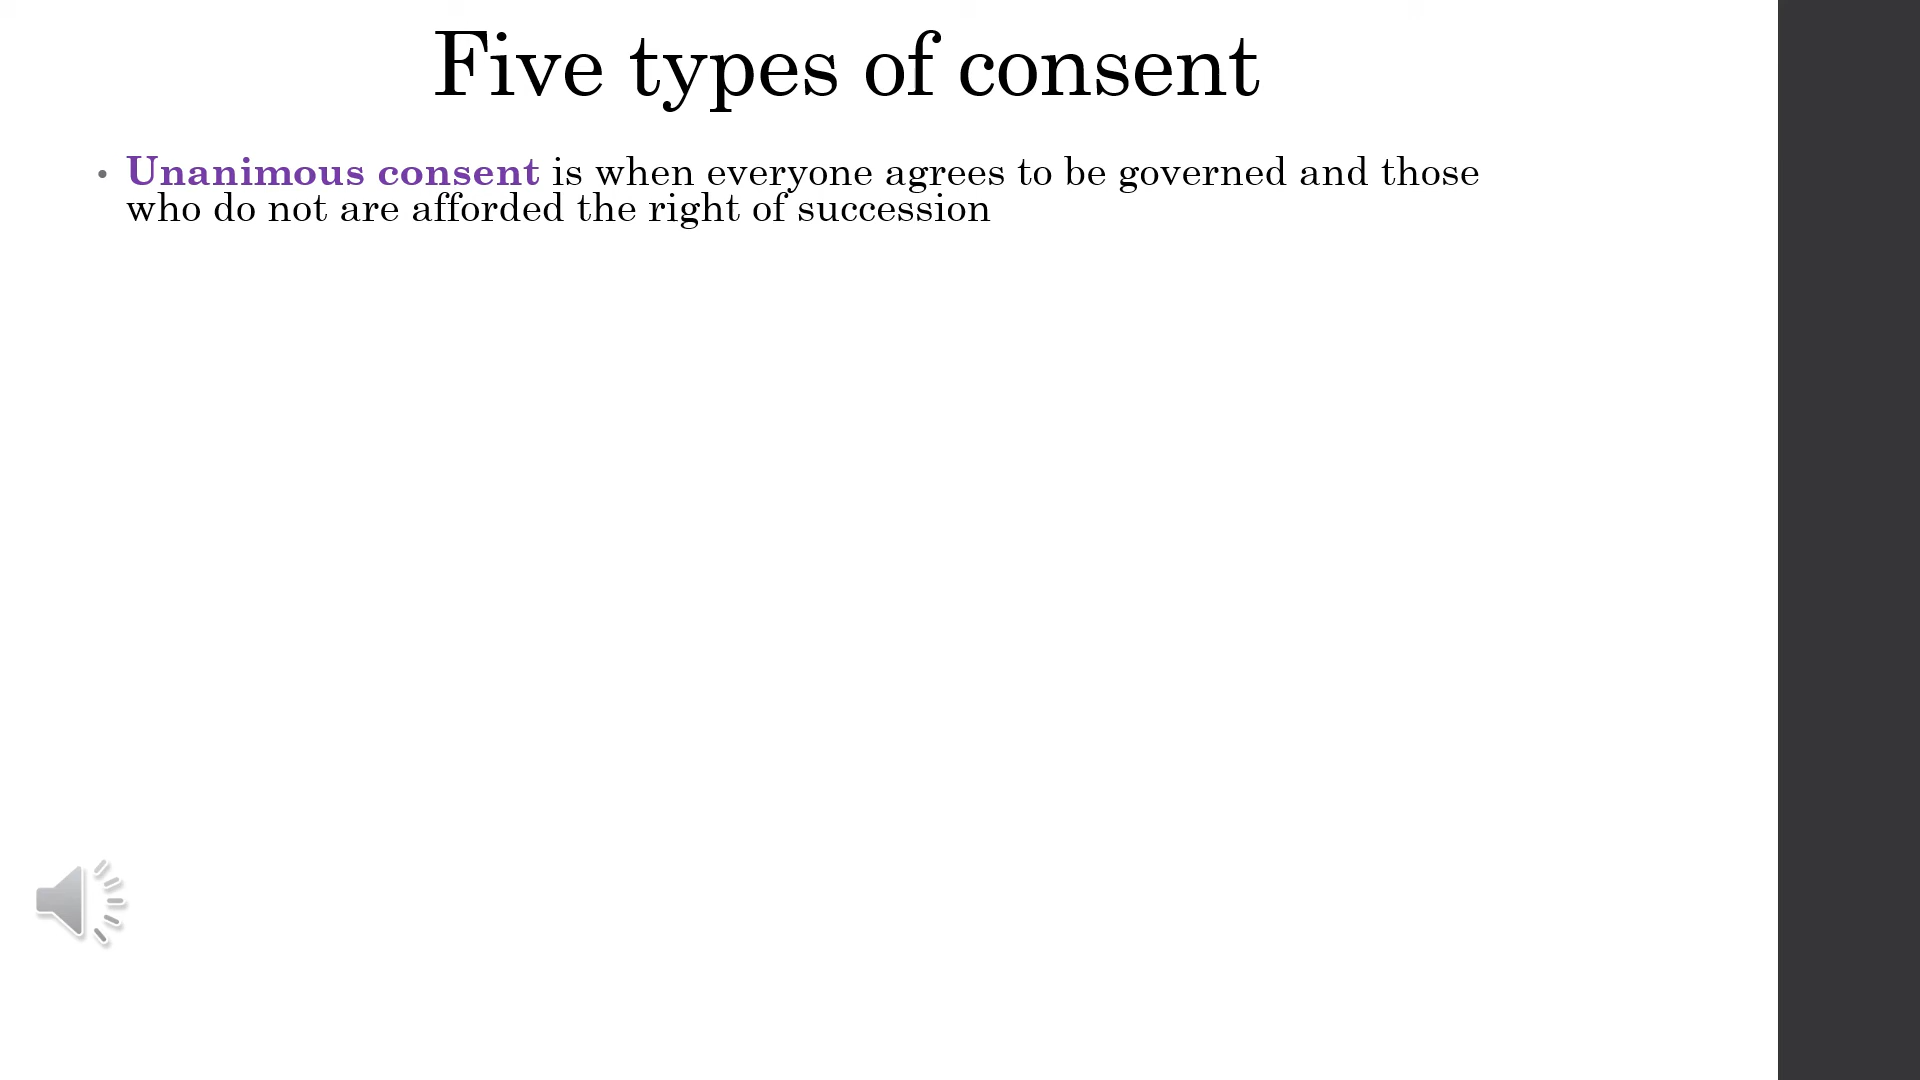 Five types of consent
• Unanimous consent is when everyone agrees to be governed and those
who do not are afforded the right of succession